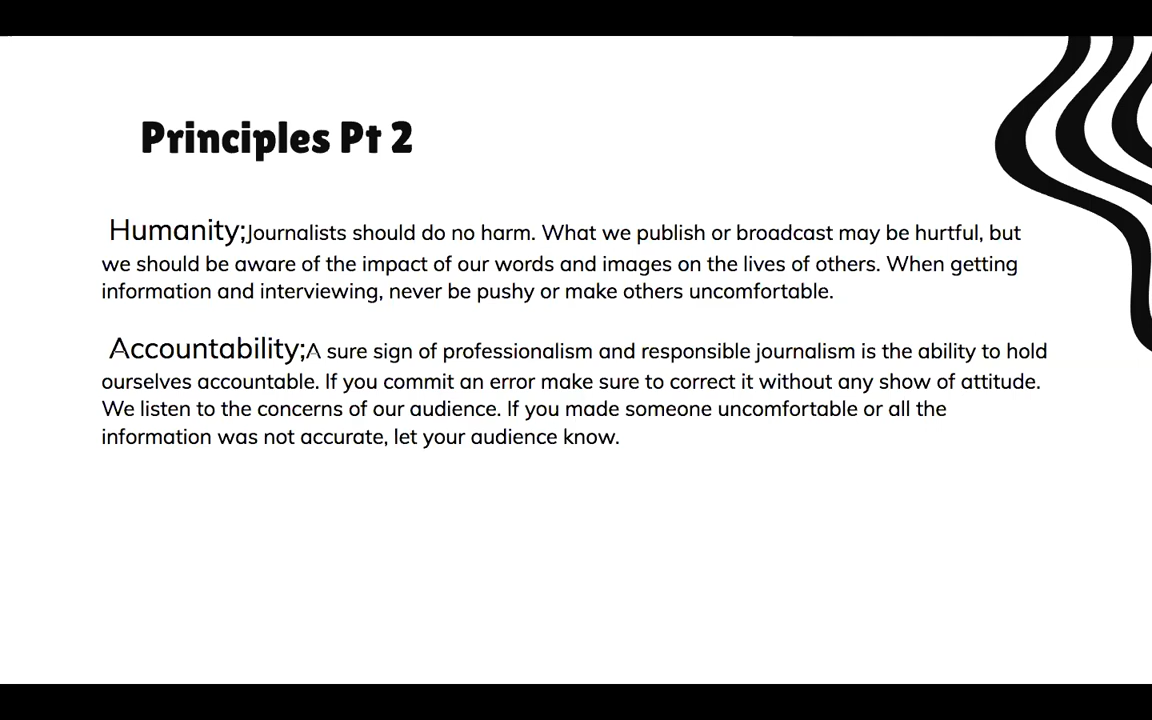 Principles Pt 2
Humanity;Journalists should do no harm. What we publish or broadcast may be hurtful, but
we should be aware of the impact of our words and images on the lives of others. When getting
information and interviewing, never be pushy or make others uncomfortable.
Accountability;A sure sign of professionalism and responsible journalism is the ability to hold
ourselves accountable. If you commit an error make sure to correct it without any show of attitude.
We listen to the concerns of our audience. If you made someone uncomfortable or all the
information was not accurate, let your audience know.